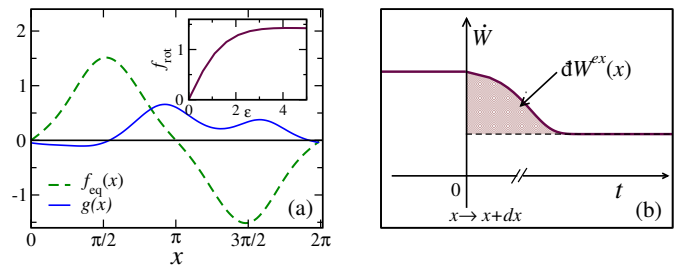 2
1
0
-1
0
π/2
π
3π/2
2π
x
f_eq(x)
g(x)
(a)
f_rot
1
0
0
2
4
ε
Ẇ
đW^ex(x)
0
t
x→ x+dx
(b)